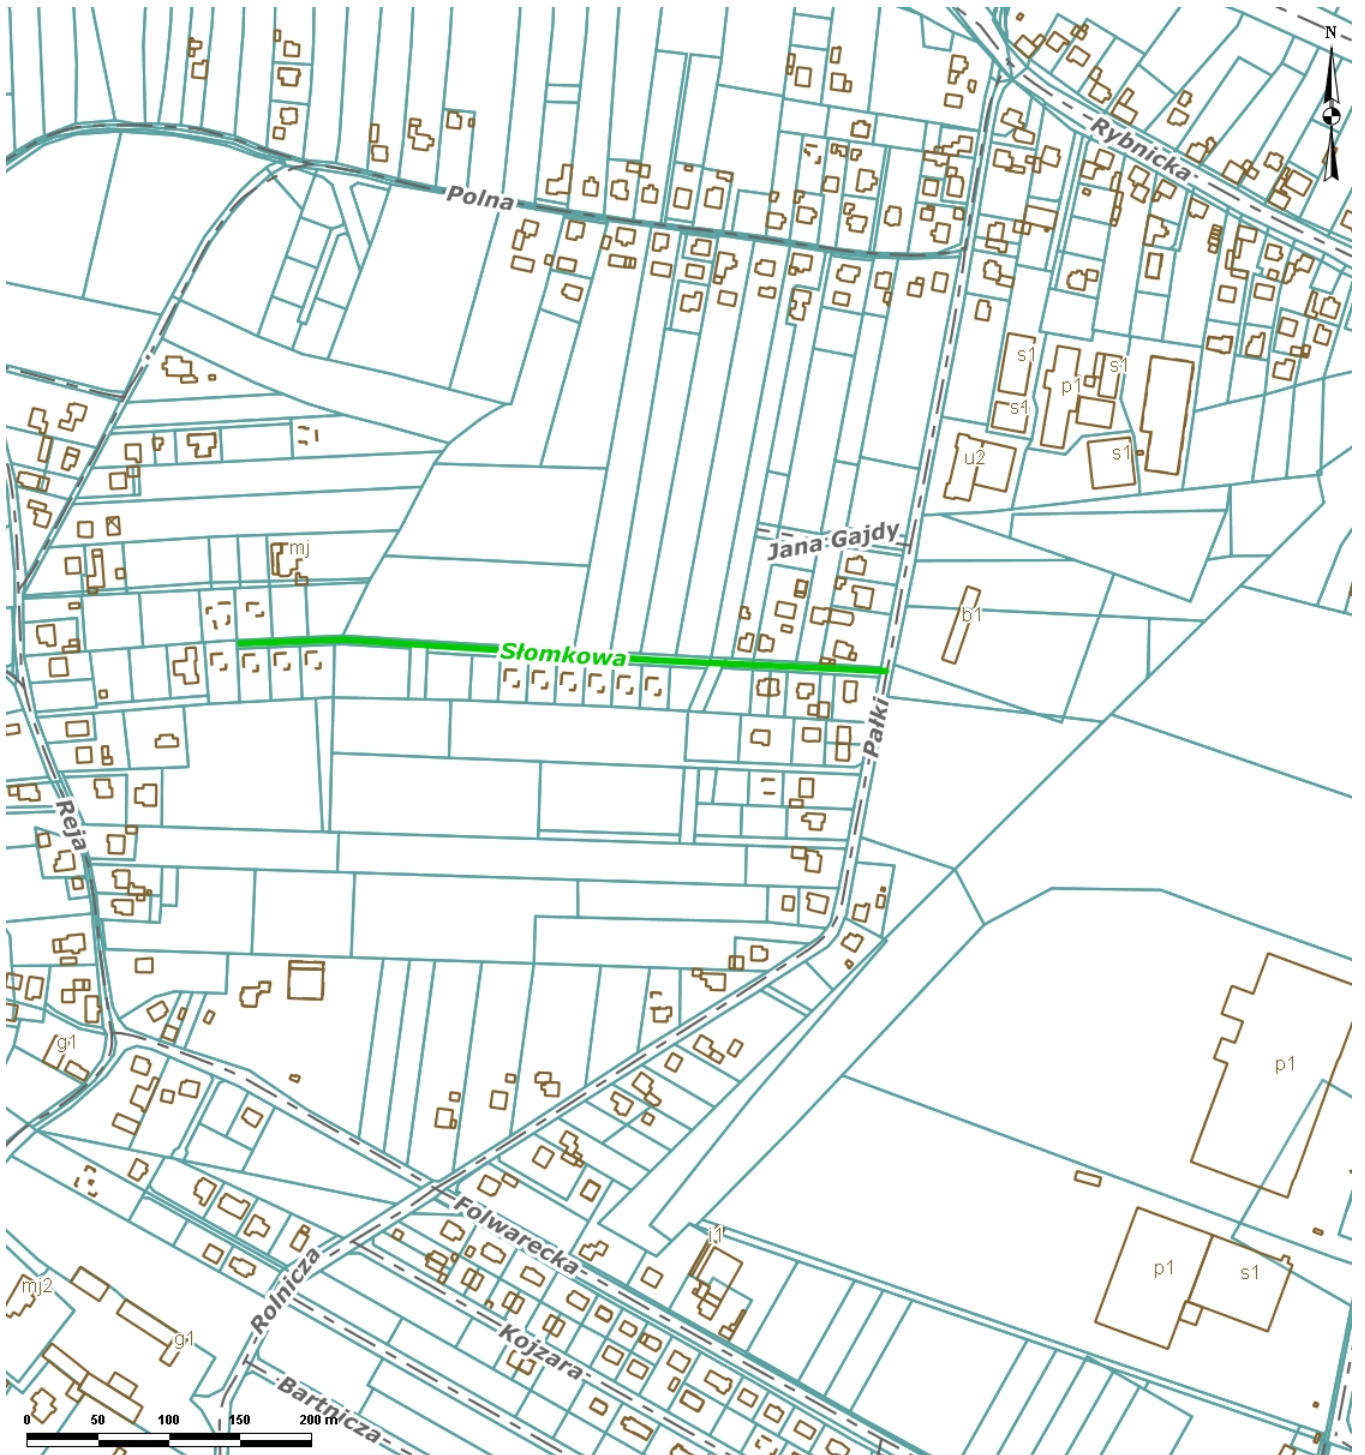 N
Rybnicka
Polna
s1
s1
p1
s1
u2
s1
Jana Gajdy
mj
b1
Słomkowa
Pałki
Reja
g1
p1
Folwarecka
i1
p1
s1
mj2
Rolnicza
g1
Kojzara
Bartnicza
0 50 100 150 200 m